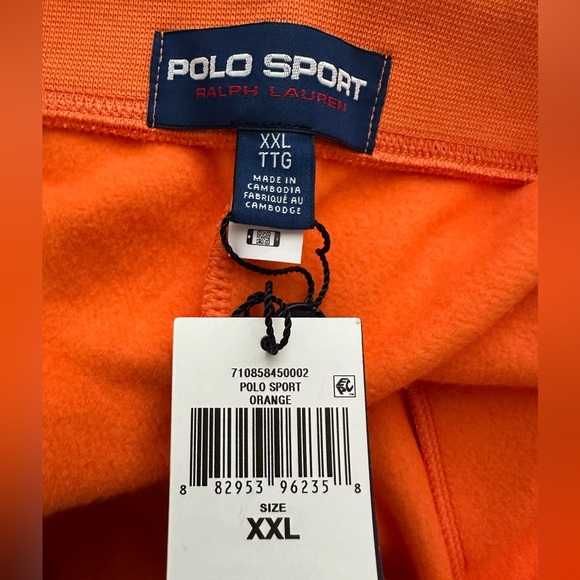 POLO SPORT
RALPH LAUREN
XXL
TTG
MADE IN
CAMBODIA
FABRIQUÉ AU
CAMBODGE
710858450002
POLO SPORT
ORANGE
8 82953 96235 8
SIZE
XXL